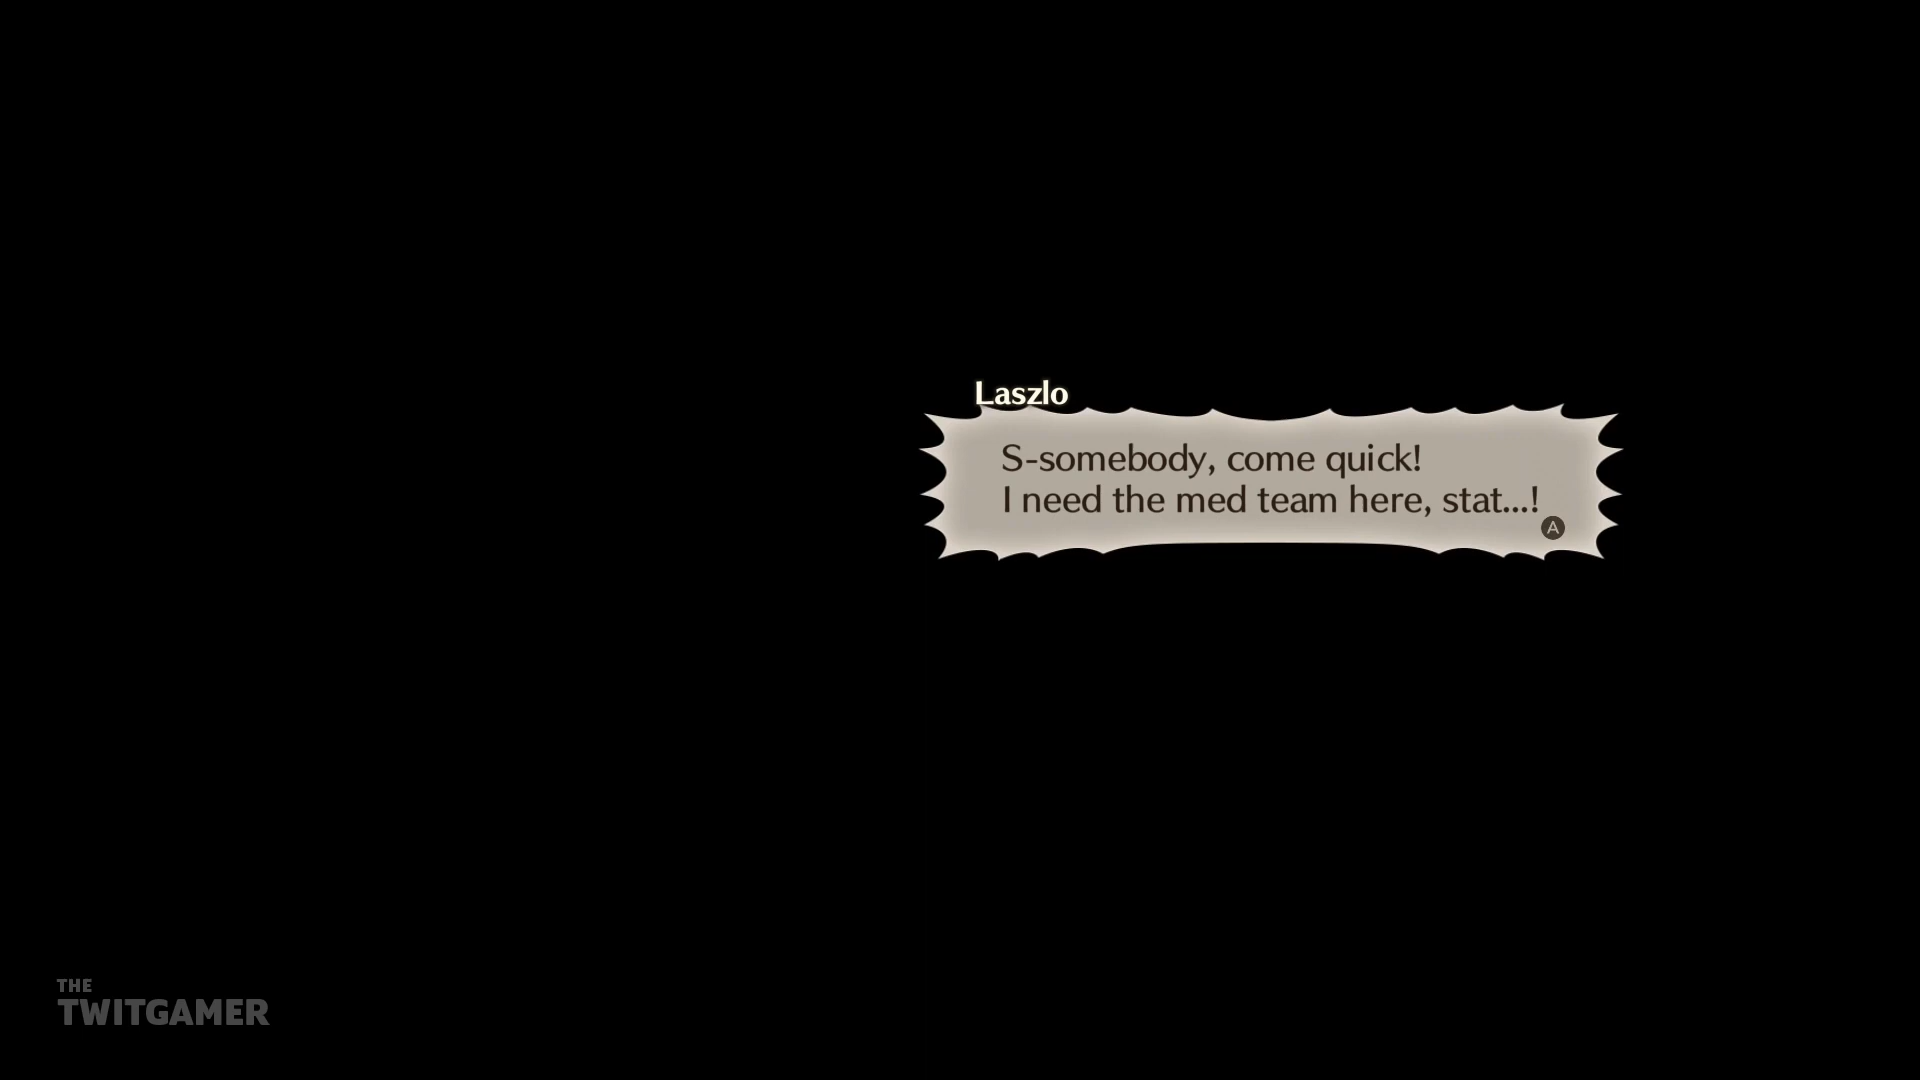 Laszlo
S-somebody, come quick!
I need the med team here, stat...!
A
THE
TWITGAMER